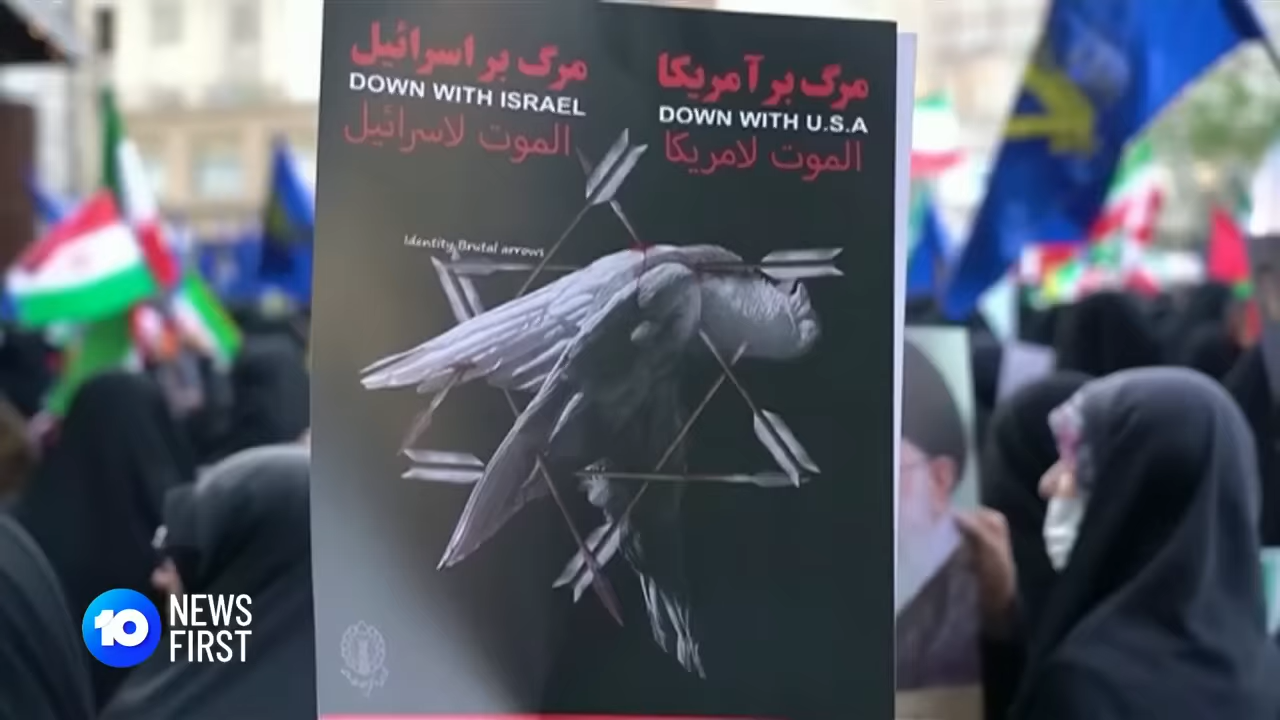 مرگ بر اسرائیل
DOWN WITH ISRAEL
الموت لاسرائيل
مرگ بر آمریکا
DOWN WITH U.S.A
الموت لامریکا
Identity,Brutal arrows
10 NEWS
FIRST